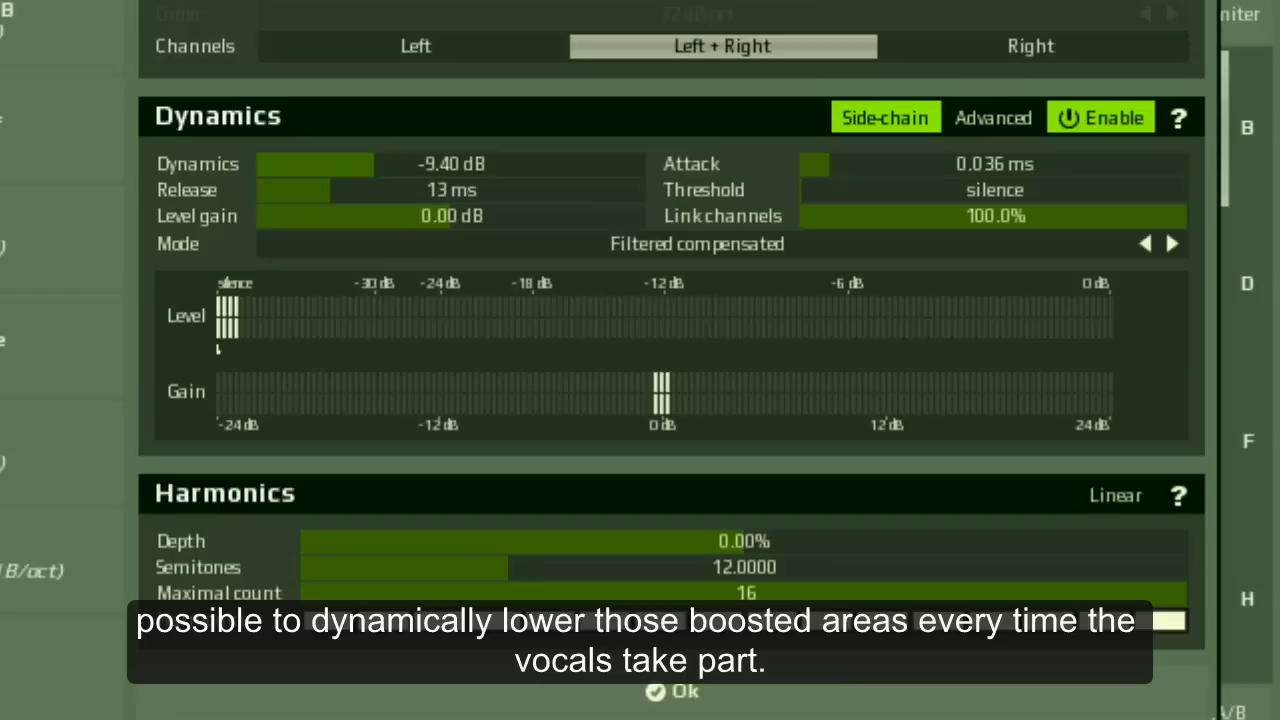 B
niter
Channels Left Left + Right Right
Dynamics Side-chain Advanced Enable ?
B
Dynamics -9.40 dB Attack 0.036 ms
Release 13 ms Threshold silence
Level gain 0.00 dB Link channels 100.0%
Mode Filtered compensated
silence -30 dB -24 dB -18 dB -12 dB -6 dB 0 dB
D
Level
Gain
-24 dB -12 dB 0 dB 12 dB 24 dB
F
Harmonics Linear ?
Depth 0.00%
Semitones 12.0000
B/oct)
Maximal count 16
H
possible to dynamically lower those boosted areas every time the
vocals take part.
Ok
A/B